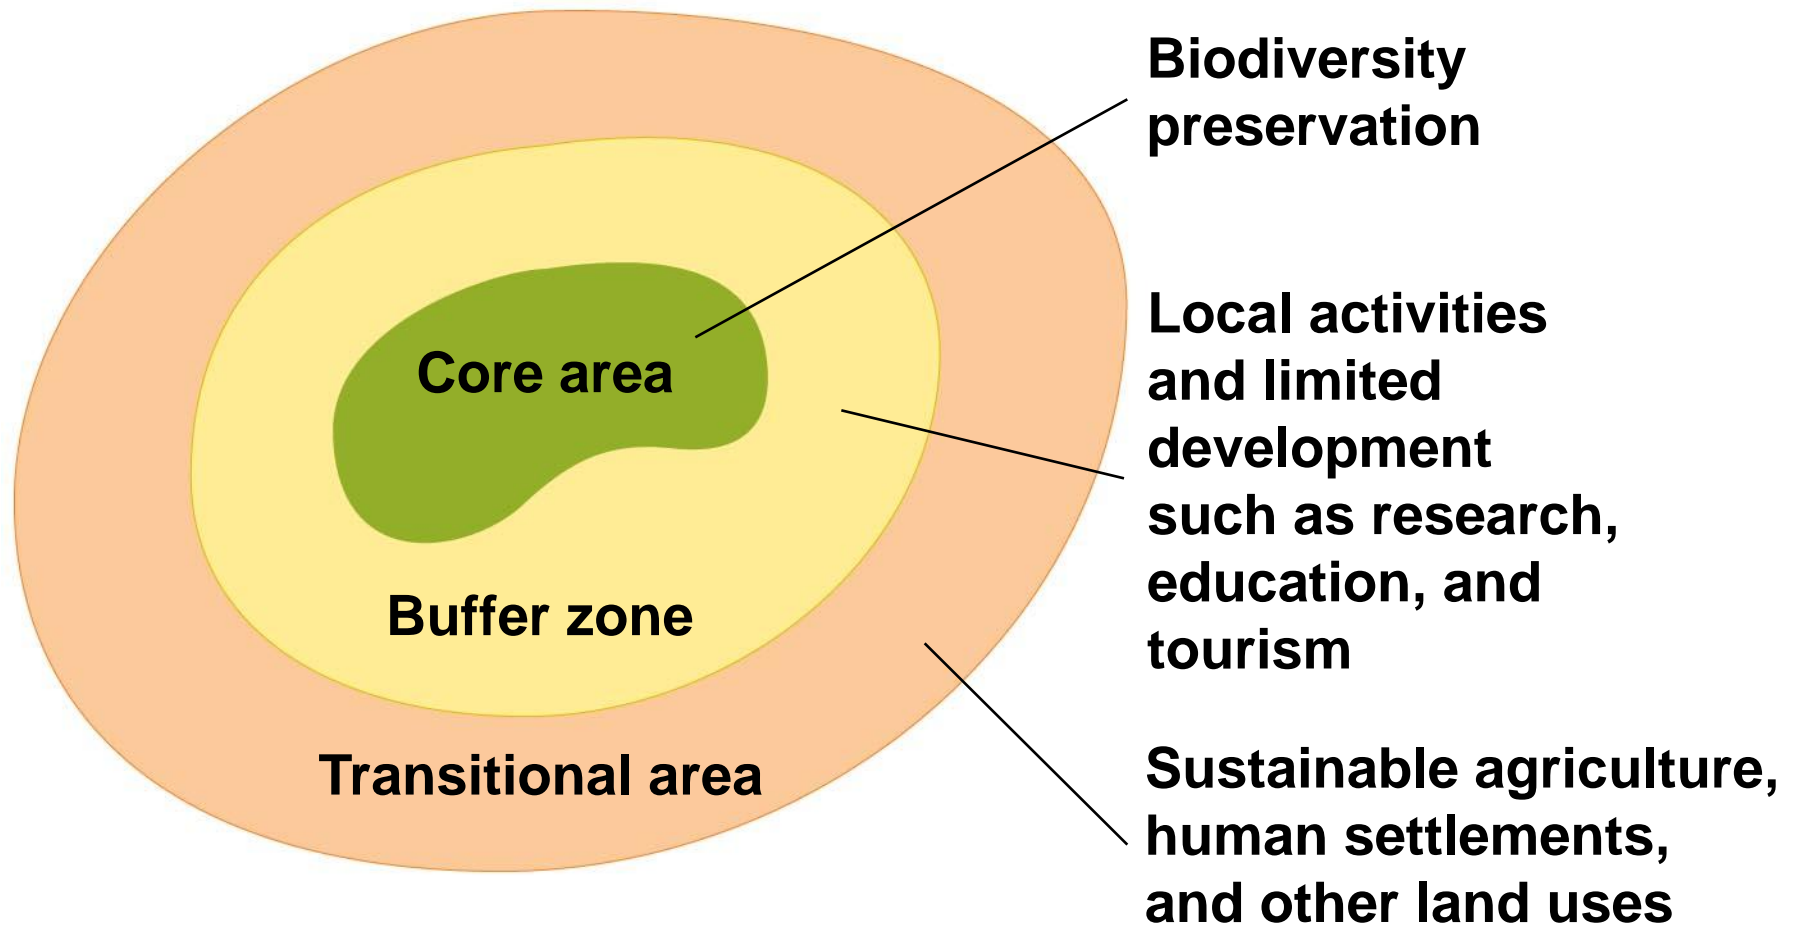 Biodiversity
preservation
Core area
Local activities
and limited
development
such as research,
education, and
tourism
Buffer zone
Transitional area
Sustainable agriculture,
human settlements,
and other land uses